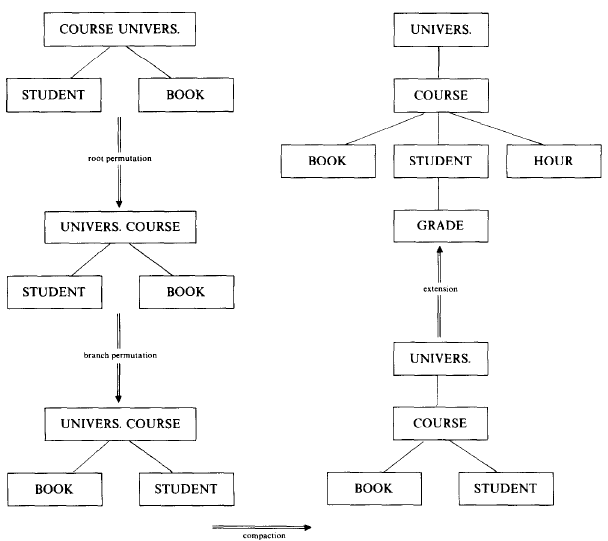 COURSE UNIVERS.
STUDENT
BOOK
root permutation
UNIVERS. COURSE
STUDENT
BOOK
branch permutation
UNIVERS. COURSE
BOOK
STUDENT
compaction
UNIVERS.
COURSE
BOOK
STUDENT
HOUR
GRADE
extension
UNIVERS.
COURSE
BOOK
STUDENT